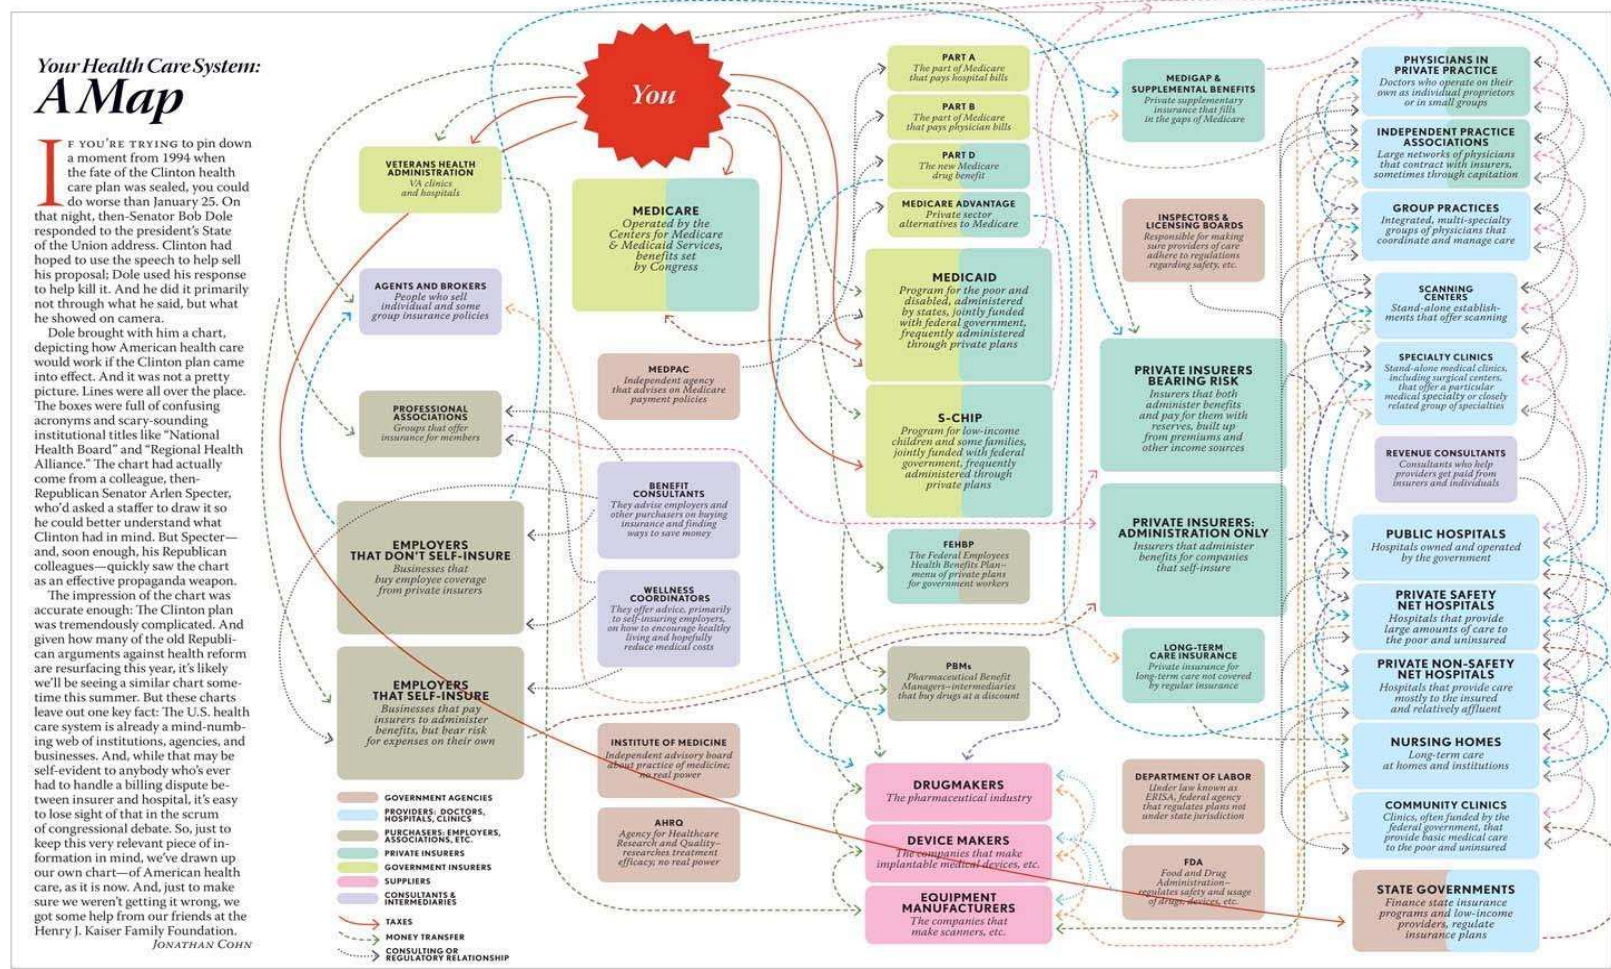 Your Health Care System:
A Map
IF YOU'RE TRYING to pin down
a moment from 1994 when
the fate of the Clinton health
care plan was sealed, you could
do worse than January 25. On
that night, then-Senator Bob Dole
responded to the president's State
of the Union address. Clinton had
hoped to use the speech to help sell
his proposal; Dole used his response
to help kill it. And he did it primarily
not through what he said, but what
he showed on camera.
Dole brought with him a chart,
depicting how American health care
would work if the Clinton plan came
into effect. And it was not a pretty
picture. Lines were all over the place.
The boxes were full of confusing
acronyms and scary-sounding
institutional titles like “National
Health Board” and “Regional Health
Alliance.” The chart had actually
come from a colleague, then-
Republican Senator Arlen Specter,
who'd asked a staffer to draw it so
he could better understand what
Clinton had in mind. But Specter—
and, soon enough, his Republican
colleagues—quickly saw the chart
as an effective propaganda weapon.
The impression of the chart was
accurate enough: The Clinton plan
was tremendously complicated. And
given how many of the old Republi-
can arguments against health reform
are resurfacing this year, it's likely
we'll be seeing a similar chart some-
time this summer. But these charts
leave out one key fact: The U.S. health
care system is already a mind-numb-
ing web of institutions, agencies, and
businesses. And, while that may be
self-evident to anybody who's ever
had to handle a billing dispute be-
tween insurer and hospital, it's easy
to lose sight of that in the scrum
of congressional debate. So, just to
keep this very relevant piece of in-
formation in mind, we've drawn up
our own chart—of American health
care, as it is now. And, just to make
sure we weren't getting it wrong, we
got some help from our friends at the
Henry J. Kaiser Family Foundation.
JONATHAN COHN
You
VETERANS HEALTH
ADMINISTRATION
VA clinics
and hospitals
AGENTS AND BROKERS
People who sell
individual and some
group insurance policies
PROFESSIONAL
ASSOCIATIONS
Groups that offer
insurance for members
EMPLOYERS
THAT DON'T SELF-INSURE
Businesses that
buy employee coverage
from private insurers
EMPLOYERS
THAT SELF-INSURE
Businesses that pay
insurers to administer
benefits, but bear risk
for expenses on their own
GOVERNMENT AGENCIES
PROVIDERS: DOCTORS,
HOSPITALS, CLINICS
PURCHASERS: EMPLOYERS,
ASSOCIATIONS, ETC.
PRIVATE INSURERS
GOVERNMENT INSURERS
SUPPLIERS
CONSULTANTS &
INTERMEDIARIES
TAXES
MONEY TRANSFER
CONSULTING OR
REGULATORY RELATIONSHIP
MEDICARE
Operated by the
Centers for Medicare
& Medicaid Services,
benefits set
by Congress
MEDPAC
Independent agency
that advises on Medicare
payment policies
BENEFIT
CONSULTANTS
They advise employers and
other purchasers on buying
insurance and finding
ways to save money
WELLNESS
COORDINATORS
They offer advice, primarily
to self-insuring employers,
on how to encourage healthy
living and hopefully
reduce medical costs
INSTITUTE OF MEDICINE
Independent advisory board
about practice of medicine;
no real power
AHRQ
Agency for Healthcare
Research and Quality—
researches treatment
efficacy; no real power
PART A
The part of Medicare
that pays hospital bills
PART B
The part of Medicare
that pays physician bills
PART D
The new Medicare
drug benefit
MEDICARE ADVANTAGE
Private sector
alternatives to Medicare
MEDICAID
Program for the poor and
disabled, administered
by states, jointly funded
with federal government,
frequently administered
through private plans
S-CHIP
Program for low-income
children and some families,
jointly funded with federal
government, frequently
administered through
private plans
FEHBP
The Federal Employees
Health Benefits Plan—
menu of private plans
for government workers
PBMs
Pharmaceutical Benefit
Managers—intermediaries
that buy drugs at a discount
DRUGMAKERS
The pharmaceutical industry
DEVICE MAKERS
The companies that make
implantable medical devices, etc.
EQUIPMENT
MANUFACTURERS
The companies that
make scanners, etc.
MEDIGAP &
SUPPLEMENTAL BENEFITS
Private supplementary
insurance that fills
in the gaps of Medicare
INSPECTORS &
LICENSING BOARDS
Responsible for making
sure providers of care
adhere to regulations
regarding safety, etc.
PRIVATE INSURERS
BEARING RISK
Insurers that both
administer benefits
and pay for them with
reserves, built up
from premiums and
other income sources
PRIVATE INSURERS:
ADMINISTRATION ONLY
Insurers that administer
benefits for companies
that self-insure
LONG-TERM
CARE INSURANCE
Private insurance for
long-term care not covered
by regular insurance
DEPARTMENT OF LABOR
Under law known as
ERISA, federal agency
that regulates plans not
under state jurisdiction
FDA
Food and Drug
Administration—
regulates safety and usage
of drugs, devices, etc.
PHYSICIANS IN
PRIVATE PRACTICE
Doctors who operate on their
own as individual proprietors
or in small groups
INDEPENDENT PRACTICE
ASSOCIATIONS
Large networks of physicians
that contract with insurers,
sometimes through capitation
GROUP PRACTICES
Integrated, multi-specialty
groups of physicians that
coordinate and manage care
SCANNING
CENTERS
Stand-alone establish-
ments that offer scanning
SPECIALTY CLINICS
Stand-alone medical clinics,
including surgical centers,
that offer a particular
medical specialty or closely
related group of specialties
REVENUE CONSULTANTS
Consultants who help
providers get paid from
insurers and individuals
PUBLIC HOSPITALS
Hospitals owned and operated
by the government
PRIVATE SAFETY
NET HOSPITALS
Hospitals that provide
large amounts of care to
the poor and uninsured
PRIVATE NON-SAFETY
NET HOSPITALS
Hospitals that provide care
mostly to the insured
and relatively affluent
NURSING HOMES
Long-term care
at homes and institutions
COMMUNITY CLINICS
Clinics, often funded by the
federal government, that
provide basic medical care
to the poor and uninsured
STATE GOVERNMENTS
Finance state insurance
programs and low-income
providers, regulate
insurance plans